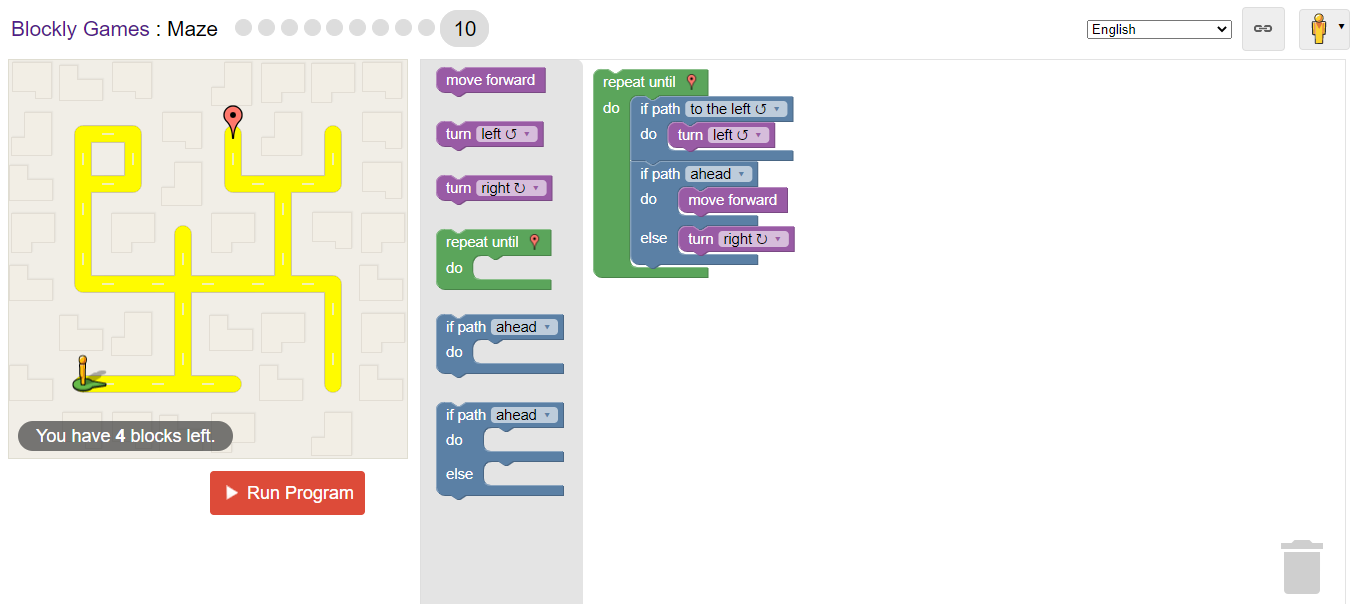 Blockly Games : Maze 10
English
You have 4 blocks left.
Run Program
move forward
turn left ↺
turn right ↻
repeat until
do
if path ahead
do
if path ahead
do
else
repeat until
do
if path to the left ↺
do turn left ↺
if path ahead
do move forward
else turn right ↻